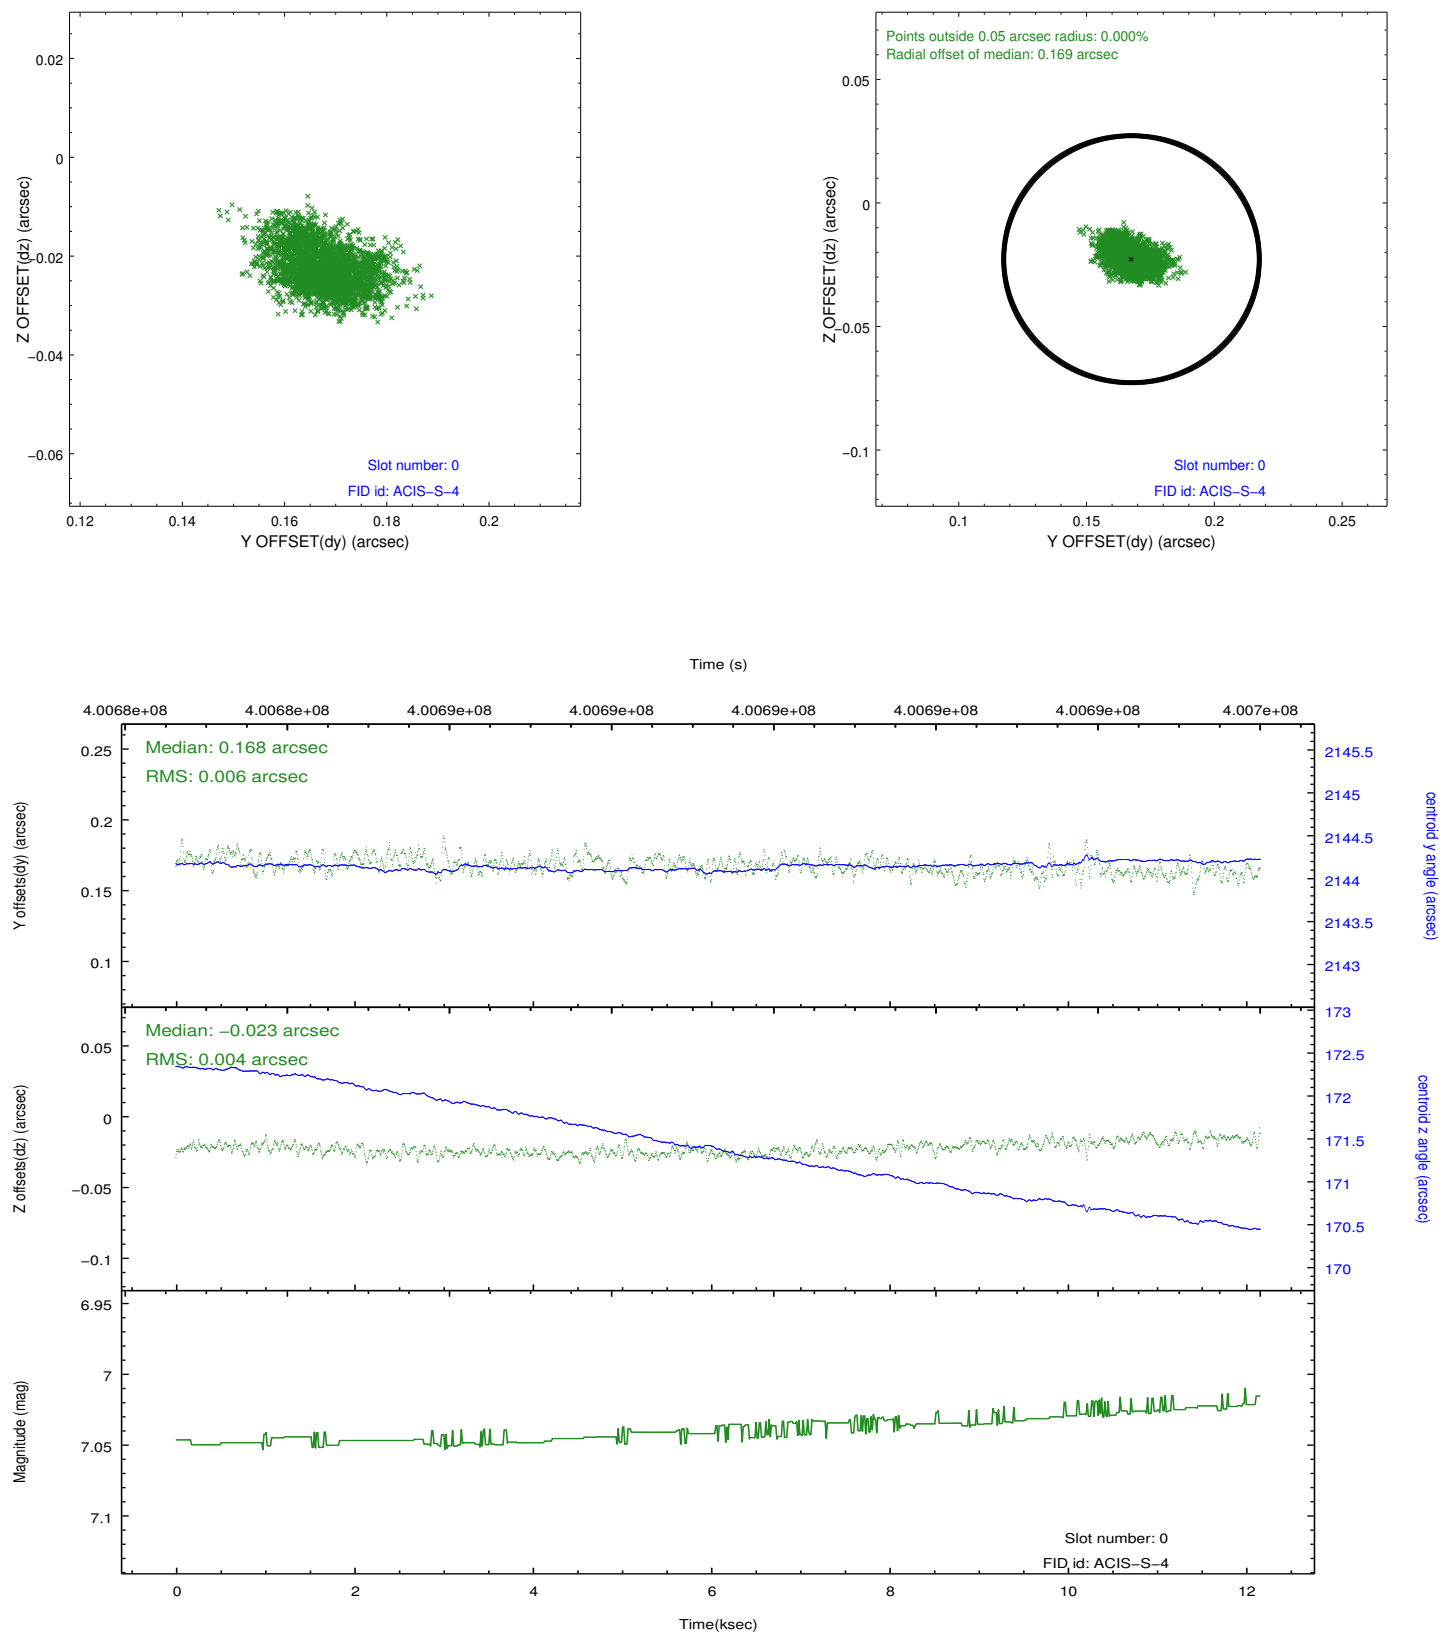 0.02
0
−0.02
−0.04
−0.06
Z OFFSET(dz) (arcsec)
Slot number: 0
FID id: ACIS−S−4
0.12 0.14 0.16 0.18 0.2
Y OFFSET(dy) (arcsec)
Points outside 0.05 arcsec radius: 0.000%
Radial offset of median: 0.169 arcsec
0.05
0
−0.05
−0.1
Z OFFSET(dz) (arcsec)
Slot number: 0
FID id: ACIS−S−4
0.1 0.15 0.2 0.25
Y OFFSET(dy) (arcsec)
Time (s)
4.0068e+08 4.0068e+08 4.0069e+08 4.0069e+08 4.0069e+08 4.0069e+08 4.0069e+08 4.007e+08
Median: 0.168 arcsec
RMS: 0.006 arcsec
0.25
0.2
0.15
0.1
Y offsets(dy) (arcsec)
2145.5
2145
2144.5
2144
2143.5
2143
centroid y angle (arcsec)
Median: −0.023 arcsec
RMS: 0.004 arcsec
0.05
0
−0.05
−0.1
Z offsets(dz) (arcsec)
173
172.5
172
171.5
171
170.5
170
centroid z angle (arcsec)
6.95
7
7.05
7.1
Magnitude (mag)
Slot number: 0
FID id: ACIS−S−4
0 2 4 6 8 10 12
Time(ksec)